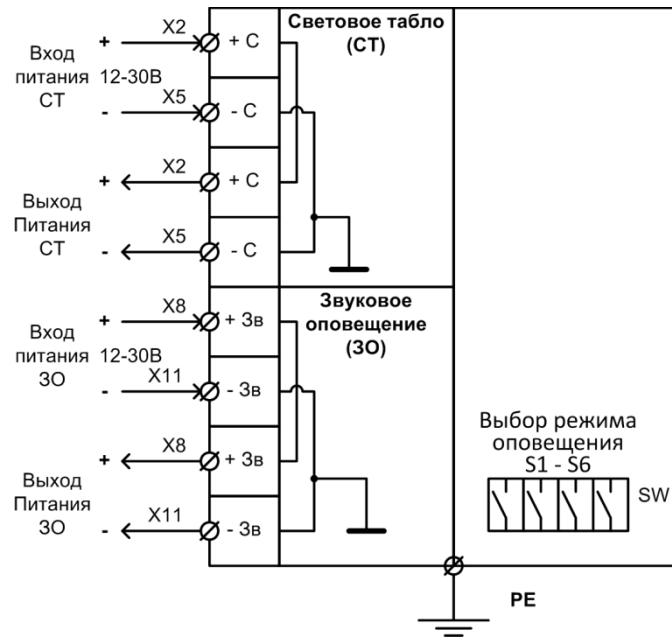 Световое табло
(СТ)
Вход
питания
СТ
12-30В
+
X2
+ С
-
X5
- С
Выход
Питания
СТ
+
X2
+ С
-
X5
- С
Звуковое
оповещение
(ЗО)
Вход
питания
ЗО
12-30В
+
X8
+ Зв
-
X11
- Зв
Выход
Питания
ЗО
+
X8
+ Зв
-
X11
- Зв
Выбор режима
оповещения
S1 - S6
SW
PE